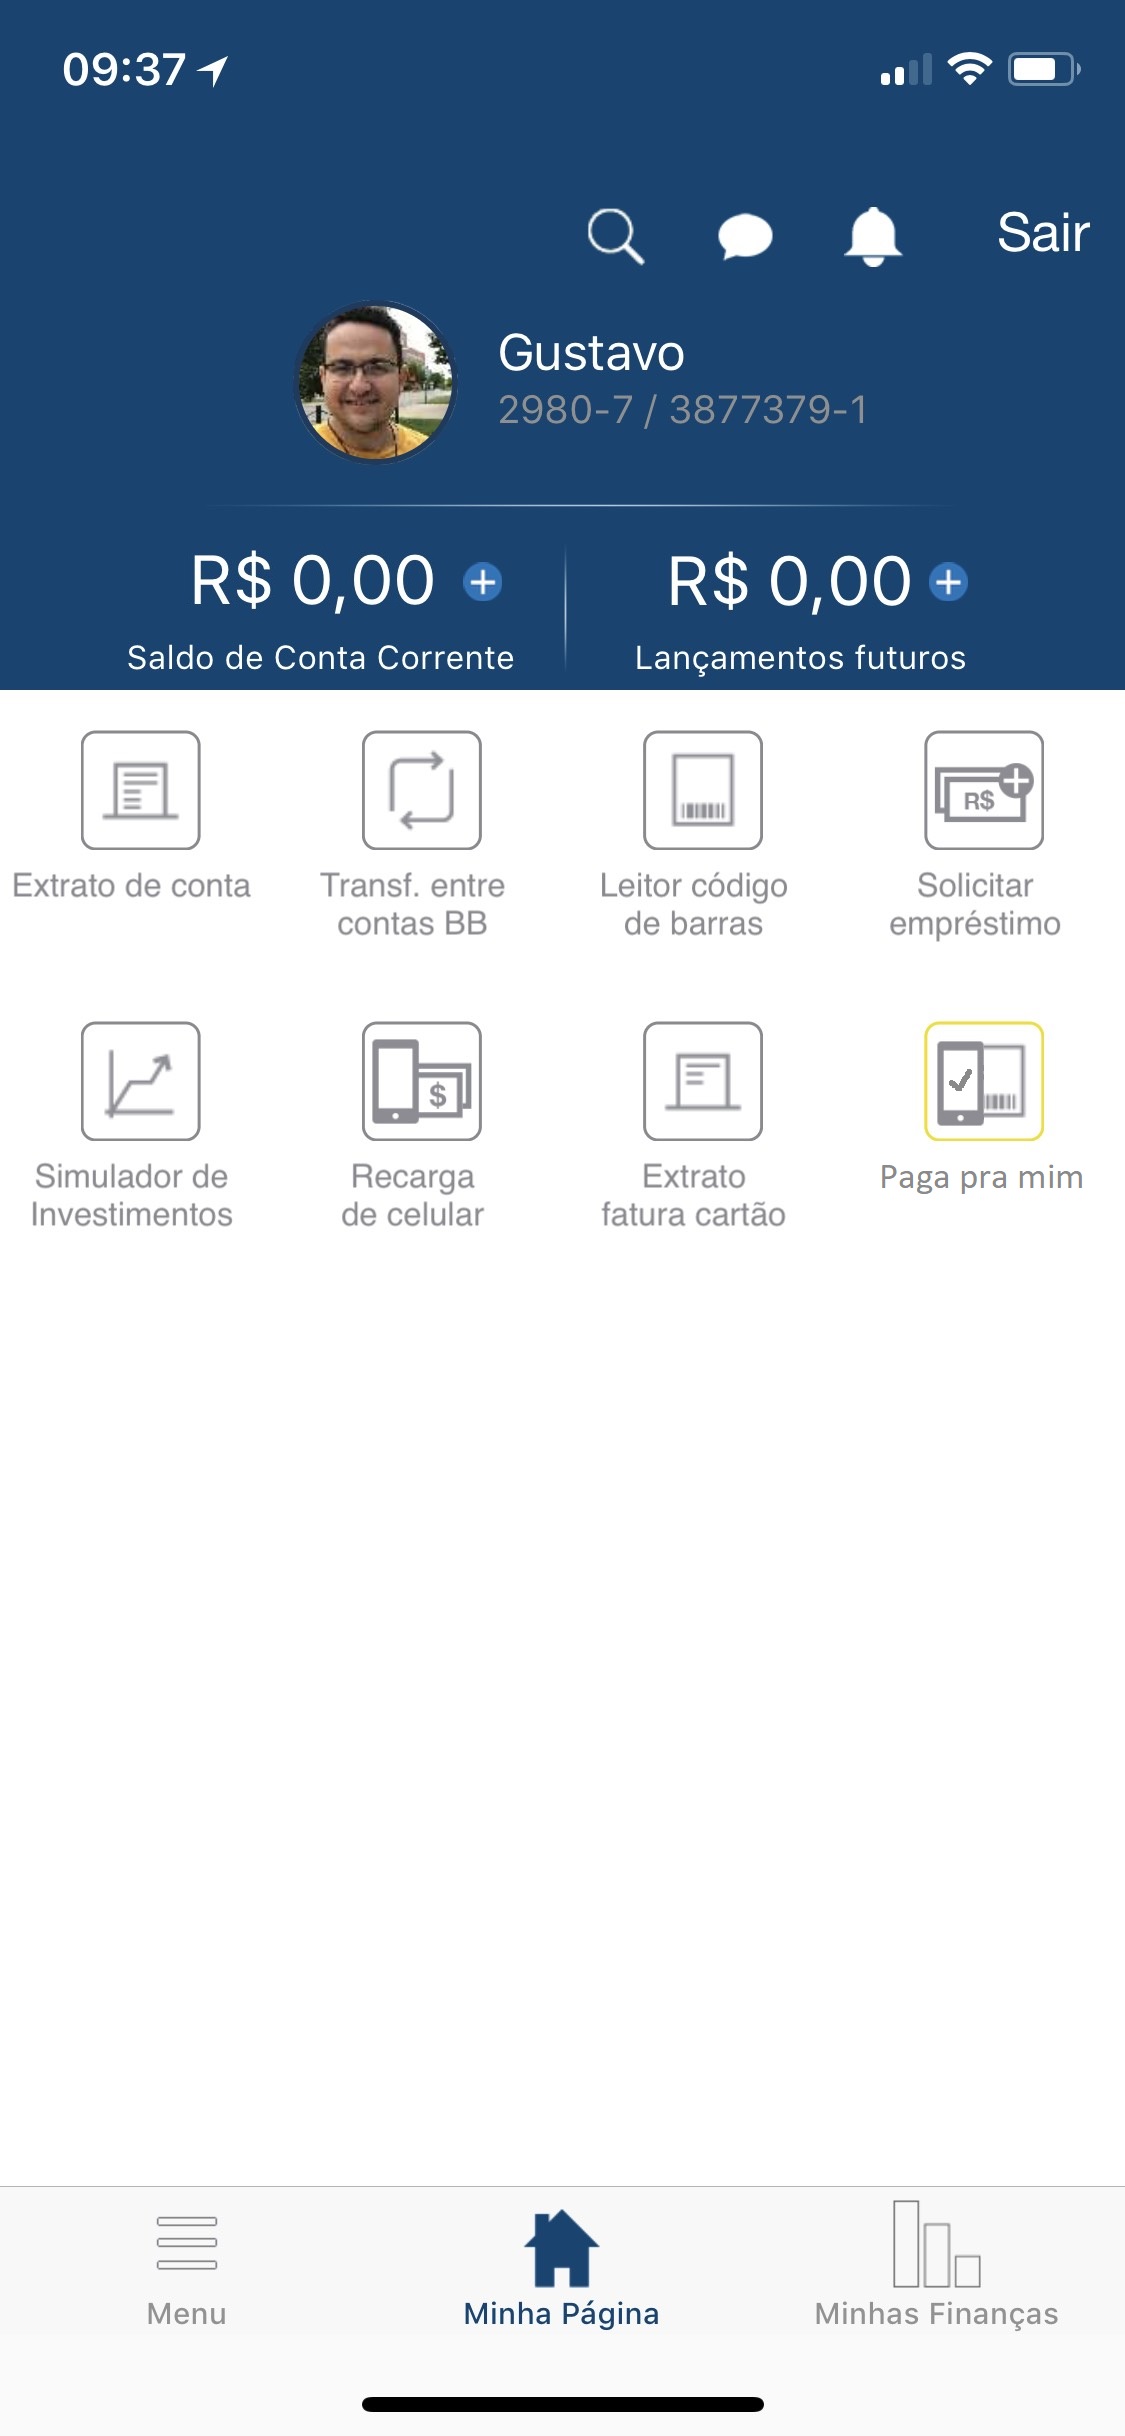 09:37
Sair
Gustavo
2980-7 / 3877379-1
R$ 0,00
R$ 0,00
Saldo de Conta Corrente
Lançamentos futuros
R$
Extrato de conta
Transf. entre
contas BB
Leitor código
de barras
Solicitar
empréstimo
$
Simulador de
Investimentos
Recarga
de celular
Extrato
fatura cartão
Paga pra mim
Menu
Minha Página
Minhas Finanças